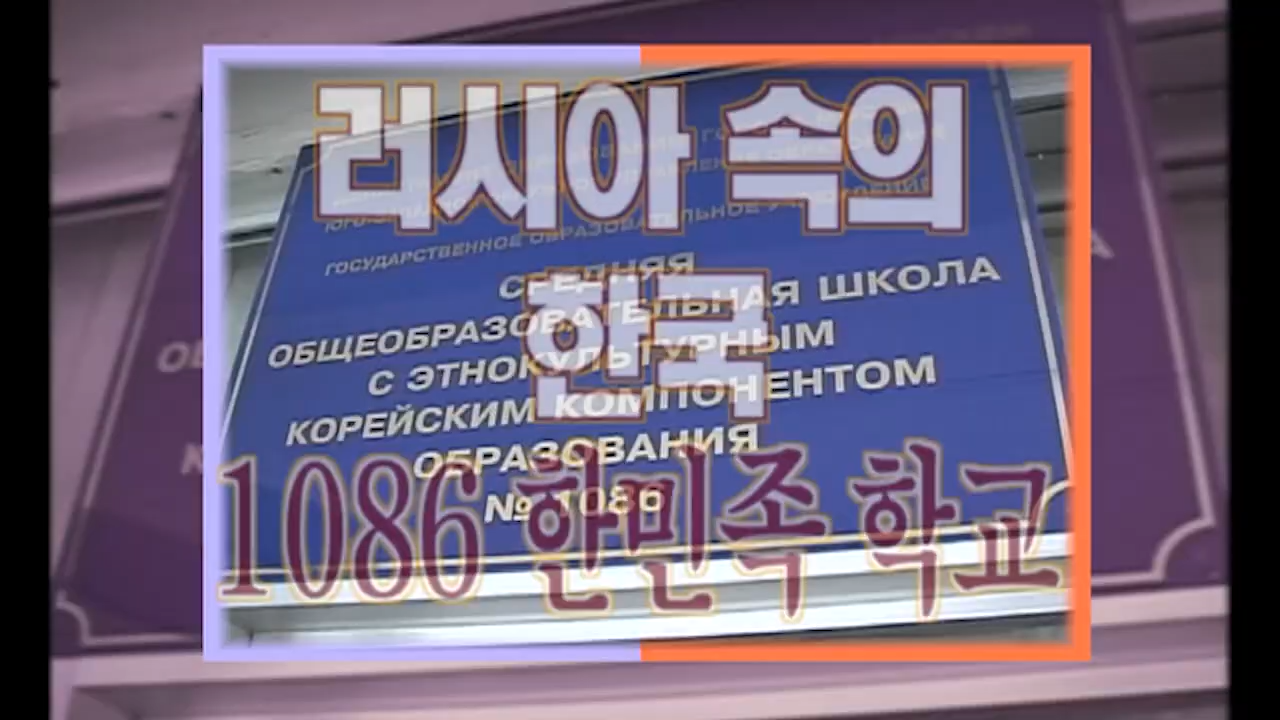 러시아 속의
한국
1086 한민족 학교
ГОСУДАРСТВЕННОЕ ОБРАЗОВАТЕЛЬНОЕ УЧРЕЖДЕНИЕ
СРЕДНЯЯ
ОБЩЕОБРАЗОВАТЕЛЬНАЯ ШКОЛА
С ЭТНОКУЛЬТУРНЫМ
КОРЕЙСКИМ КОМПОНЕНТОМ
ОБРАЗОВАНИЯ
№ 1086